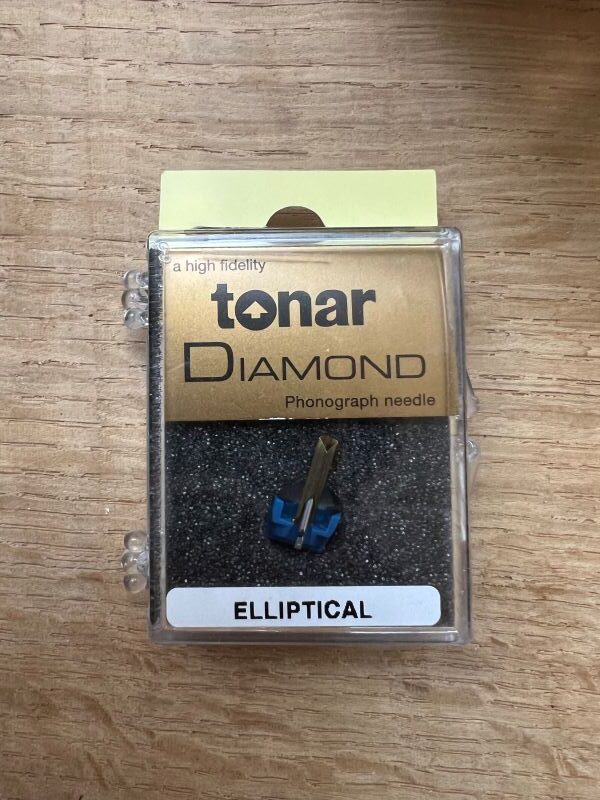 a high fidelity
tonar
DIAMOND
Phonograph needle
ELLIPTICAL